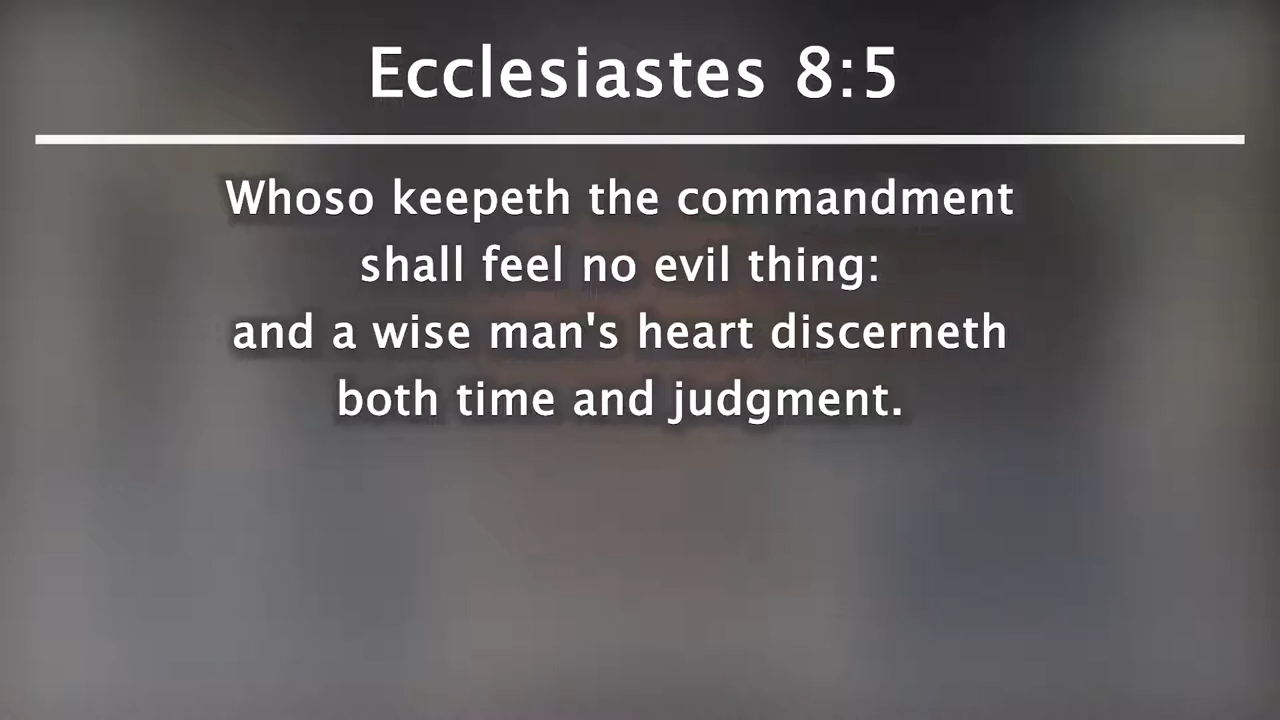 Ecclesiastes 8:5
Whoso keepeth the commandment
shall feel no evil thing:
and a wise man's heart discerneth
both time and judgment.